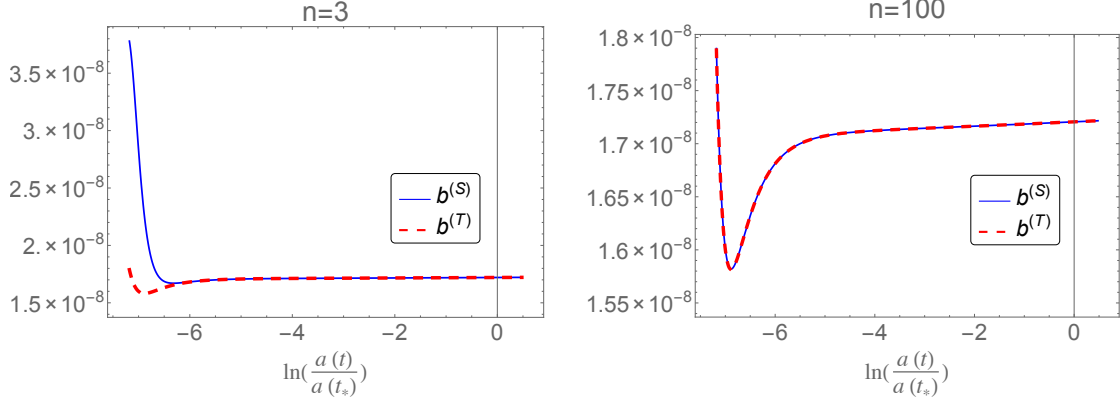 n=3
3.5 × 10^-8
3. × 10^-8
2.5 × 10^-8
2. × 10^-8
1.5 × 10^-8
b^(S)
b^(T)
−6 −4 −2 0
ln(a(t)/a(t_*))
n=100
1.8 × 10^-8
1.75 × 10^-8
1.7 × 10^-8
1.65 × 10^-8
1.6 × 10^-8
1.55 × 10^-8
b^(S)
b^(T)
−6 −4 −2 0
ln(a(t)/a(t_*))